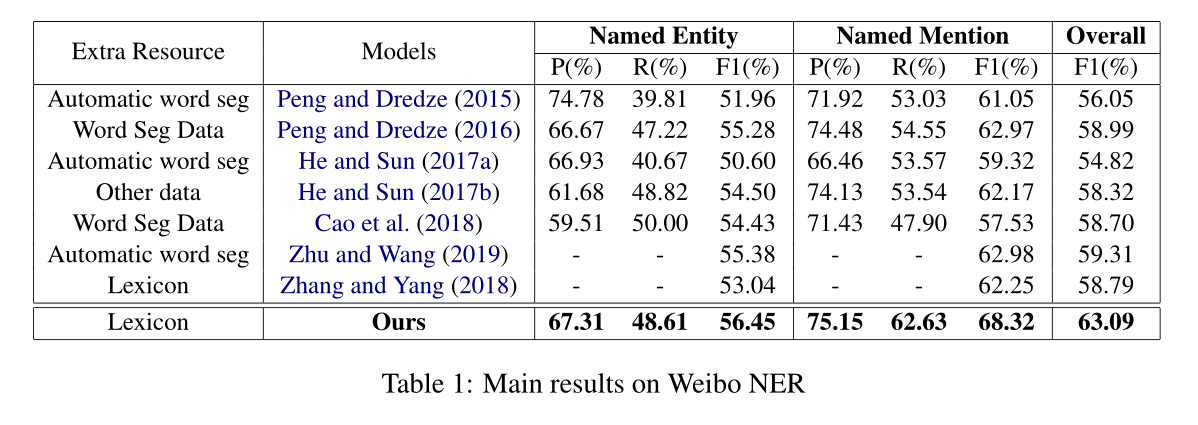 Extra Resource Models Named Entity Named Mention Overall
P(%) R(%) F1(%) P(%) R(%) F1(%) F1(%)
Automatic word seg Peng and Dredze (2015) 74.78 39.81 51.96 71.92 53.03 61.05 56.05
Word Seg Data Peng and Dredze (2016) 66.67 47.22 55.28 74.48 54.55 62.97 58.99
Automatic word seg He and Sun (2017a) 66.93 40.67 50.60 66.46 53.57 59.32 54.82
Other data He and Sun (2017b) 61.68 48.82 54.50 74.13 53.54 62.17 58.32
Word Seg Data Cao et al. (2018) 59.51 50.00 54.43 71.43 47.90 57.53 58.70
Automatic word seg Zhu and Wang (2019) - - 55.38 - - 62.98 59.31
Lexicon Zhang and Yang (2018) - - 53.04 - - 62.25 58.79
Lexicon Ours 67.31 48.61 56.45 75.15 62.63 68.32 63.09
Table 1: Main results on Weibo NER